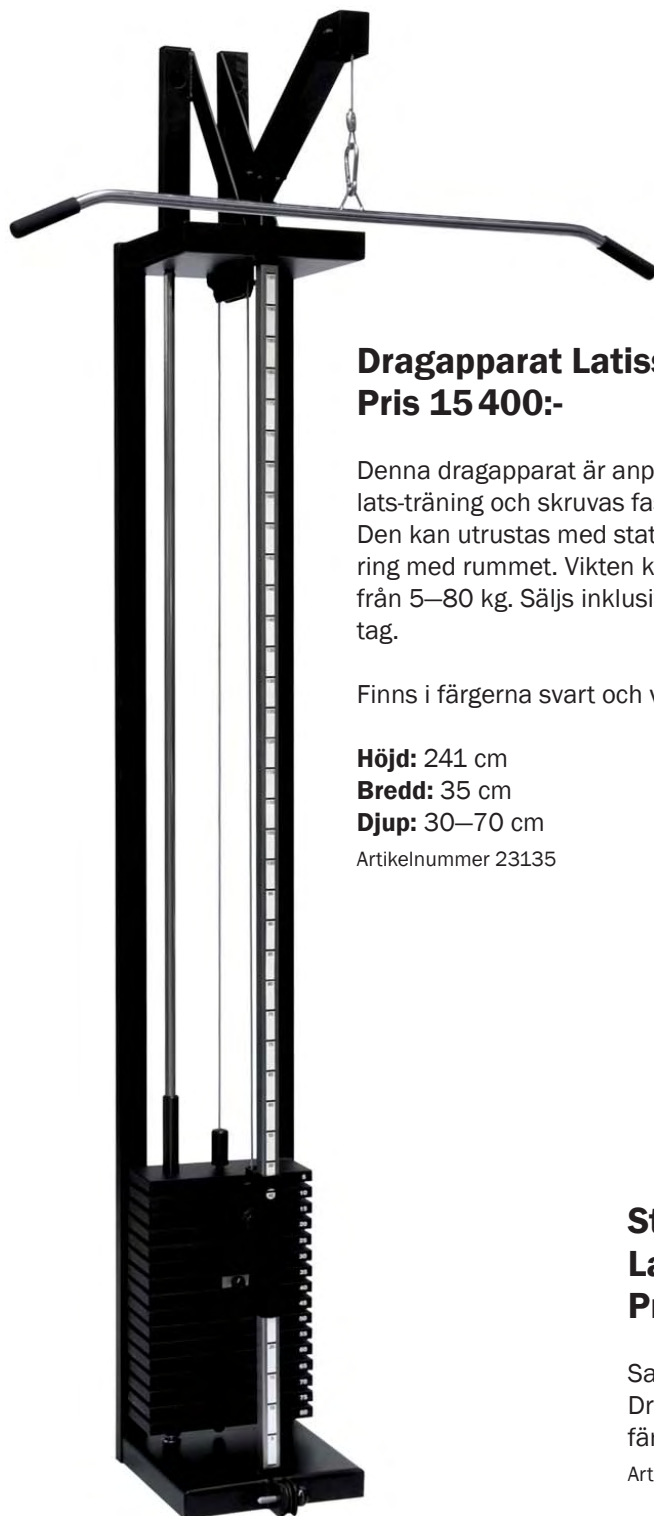 Dragapparat Latiss
Pris 15 400:-
Denna dragapparat är anp
lats-träning och skruvas fas
Den kan utrustas med stat
ring med rummet. Vikten k
från 5—80 kg. Säljs inklusi
tag.
Finns i färgerna svart och v
Höjd: 241 cm
Bredd: 35 cm
Djup: 30—70 cm
Artikelnummer 23135
St
La
Pr
Sa
Dr
fär
Art